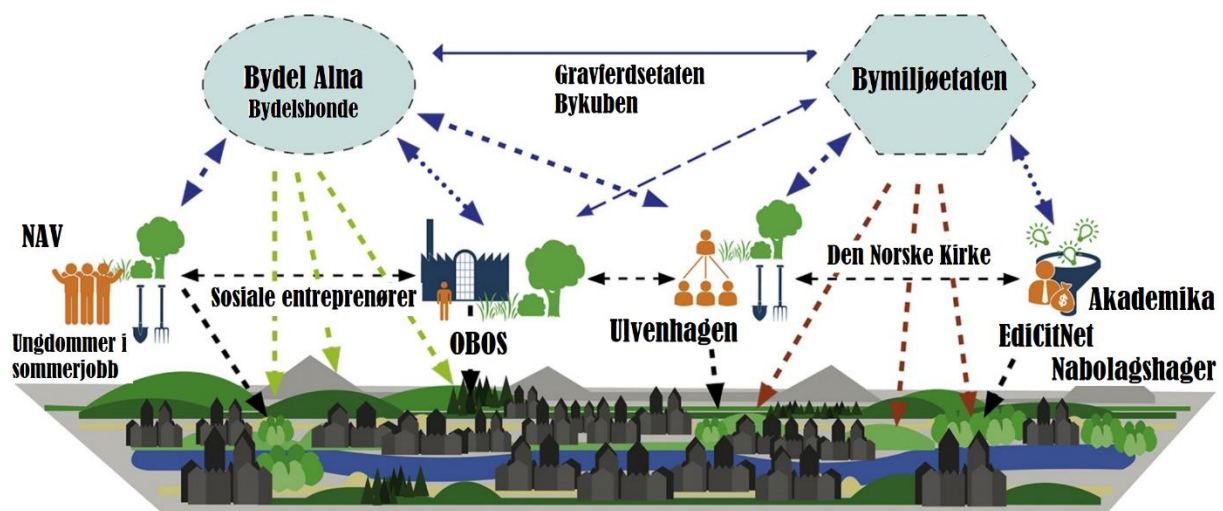 Bydel Alna
Bydelsbonde
Gravferdsetaten
Bykuben
Bymiljøetaten
NAV
Ungdommer i
sommerjobb
Sosiale entreprenører
OBOS
Ulvenhagen
Den Norske Kirke
$
Akademika
EdiCitNet
Nabolagshager